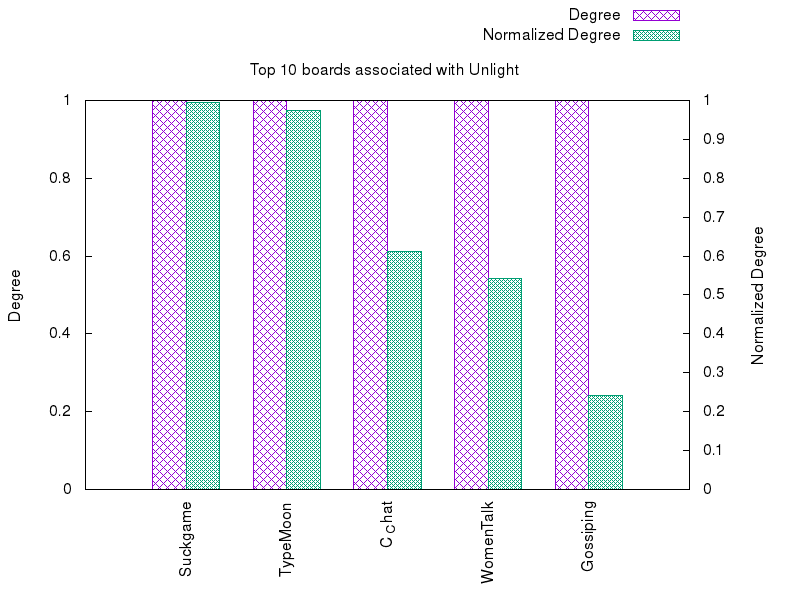 Degree
Normalized Degree
Top 10 boards associated with Unlight
1
0.8
0.6
0.4
0.2
0
Degree
1
0.9
0.8
0.7
0.6
0.5
0.4
0.3
0.2
0.1
0
Normalized Degree
Suckgame
TypeMoon
CChat
WomenTalk
Gossiping